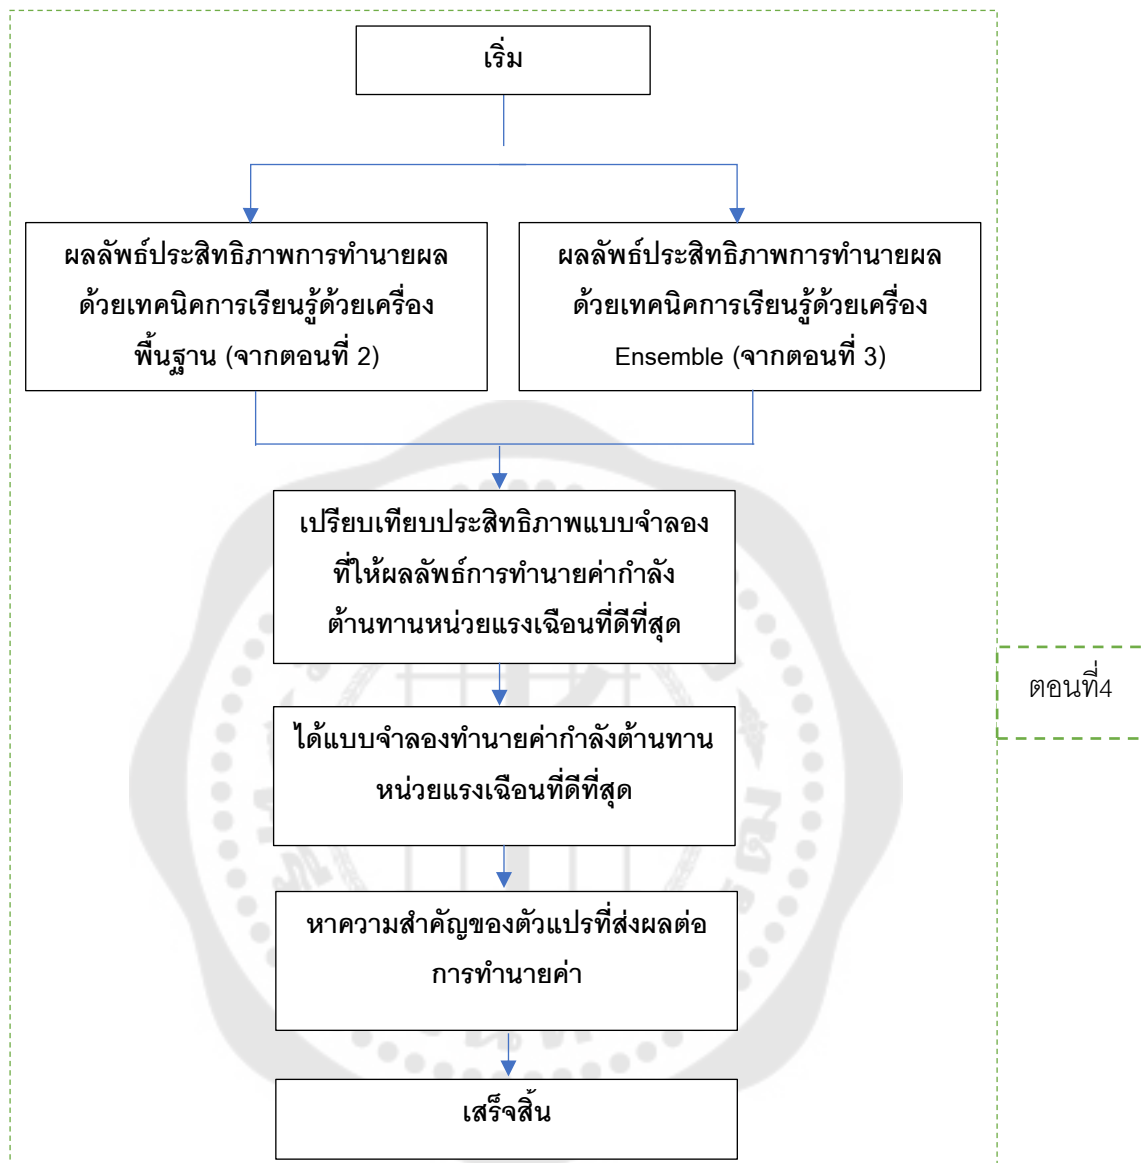 เริ่ม
ผลลัพธ์ประสิทธิภาพการทำนายผล
ด้วยเทคนิคการเรียนรู้ด้วยเครื่อง
พื้นฐาน (จากตอนที่ 2)
ผลลัพธ์ประสิทธิภาพการทำนายผล
ด้วยเทคนิคการเรียนรู้ด้วยเครื่อง
Ensemble (จากตอนที่ 3)
เปรียบเทียบประสิทธิภาพแบบจำลอง
ที่ให้ผลลัพธ์การทำนายค่ากำลัง
ต้านทานหน่วยแรงเฉือนที่ดีที่สุด
ตอนที่4
ได้แบบจำลองทำนายค่ากำลังต้านทาน
หน่วยแรงเฉือนที่ดีที่สุด
หาความสำคัญของตัวแปรที่ส่งผลต่อ
การทำนายค่า
เสร็จสิ้น